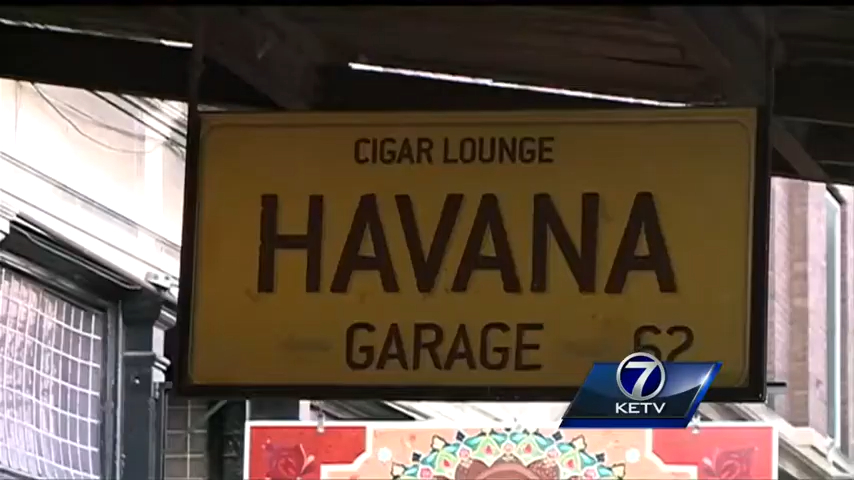 CIGAR LOUNGE
HAVANA
GARAGE 62
7
KETV